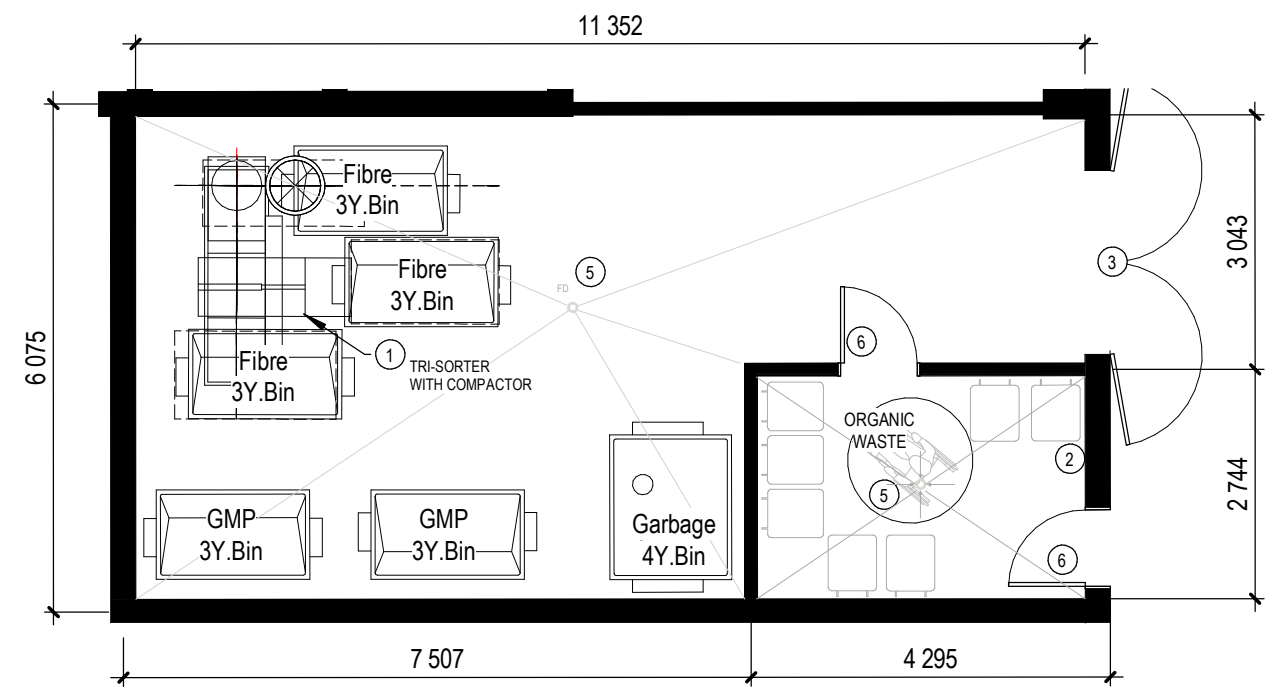 11 352
6 075
3 043
2 744
7 507
4 295
Fibre
3Y.Bin
Fibre
3Y.Bin
Fibre
3Y.Bin
FD
5
3
1
TRI-SORTER
WITH COMPACTOR
6
ORGANIC
WASTE
2
5
6
GMP
3Y.Bin
GMP
3Y.Bin
Garbage
4Y.Bin